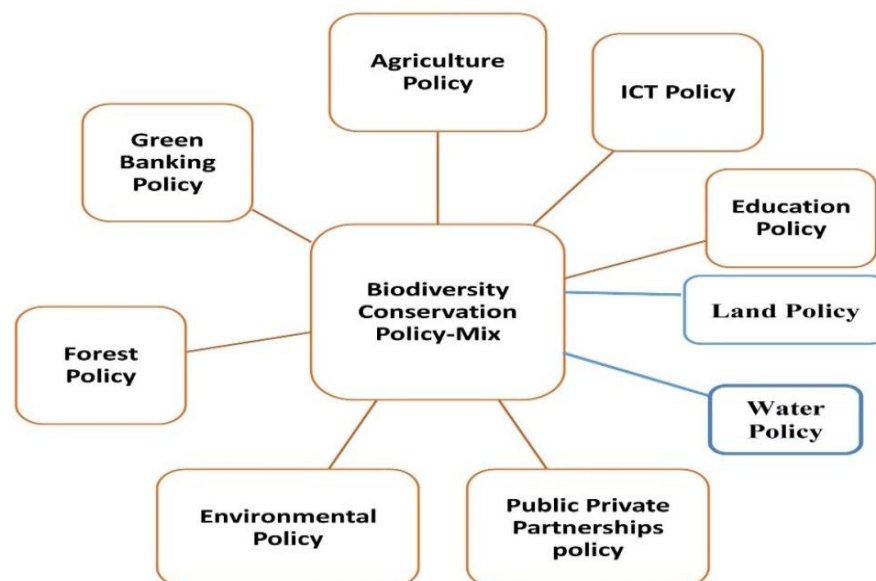 Agriculture
Policy
ICT Policy
Green
Banking
Policy
Education
Policy
Biodiversity
Conservation
Policy-Mix
Land Policy
Forest
Policy
Water
Policy
Environmental
Policy
Public Private
Partnerships
policy